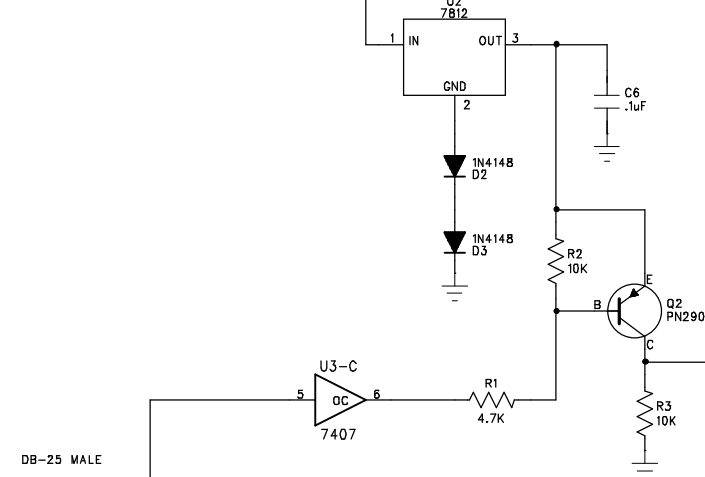 U2
7812
1 IN OUT 3
GND
2
C6
.1uF
1N4148
D2
1N4148
D3
R2
10K
E
B
Q2
PN290
C
U3-C
5 OC 6
7407
R1
4.7K
R3
10K
DB-25 MALE